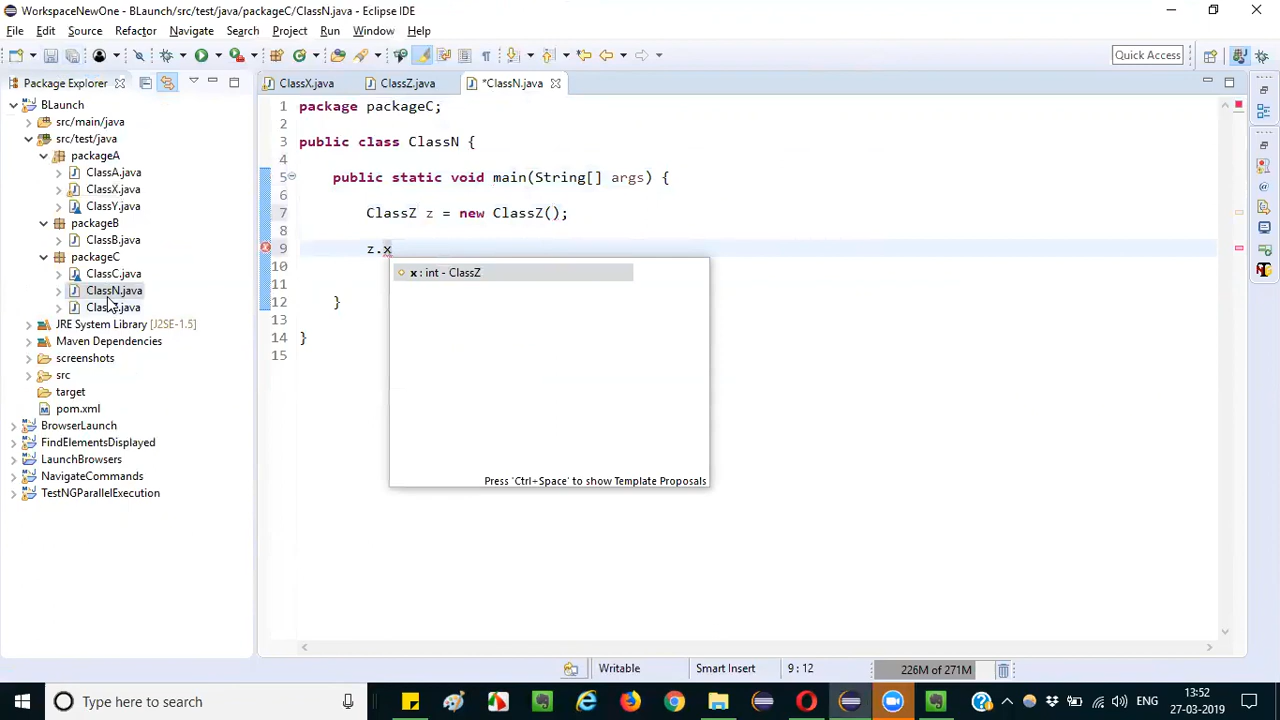 WorkspaceNewOne - BLaunch/src/test/java/packageC/ClassN.java - Eclipse IDE
File Edit Source Refactor Navigate Search Project Run Window Help
Quick Access
Package Explorer
ClassX.java
ClassZ.java
*ClassN.java
BLaunch
src/main/java
src/test/java
packageA
ClassA.java
ClassX.java
ClassY.java
packageB
ClassB.java
packageC
ClassC.java
ClassN.java
.java
JRE System Library [J2SE-1.5]
Maven Dependencies
screenshots
src
target
pom.xml
BrowserLaunch
FindElementsDisplayed
LaunchBrowsers
NavigateCommands
TestNGParallelExecution
1 package packageC;
2
3 public class ClassN {
4
5 public static void main(String[] args) {
6
7 ClassZ z = new ClassZ();
8
9 z.x
10
11
12 }
13
14 }
15
x : int - ClassZ
Press 'Ctrl+Space' to show Template Proposals
Writable
Smart Insert
9 : 12
226M of 271M
Type here to search
ENG
13:52
27-03-2019